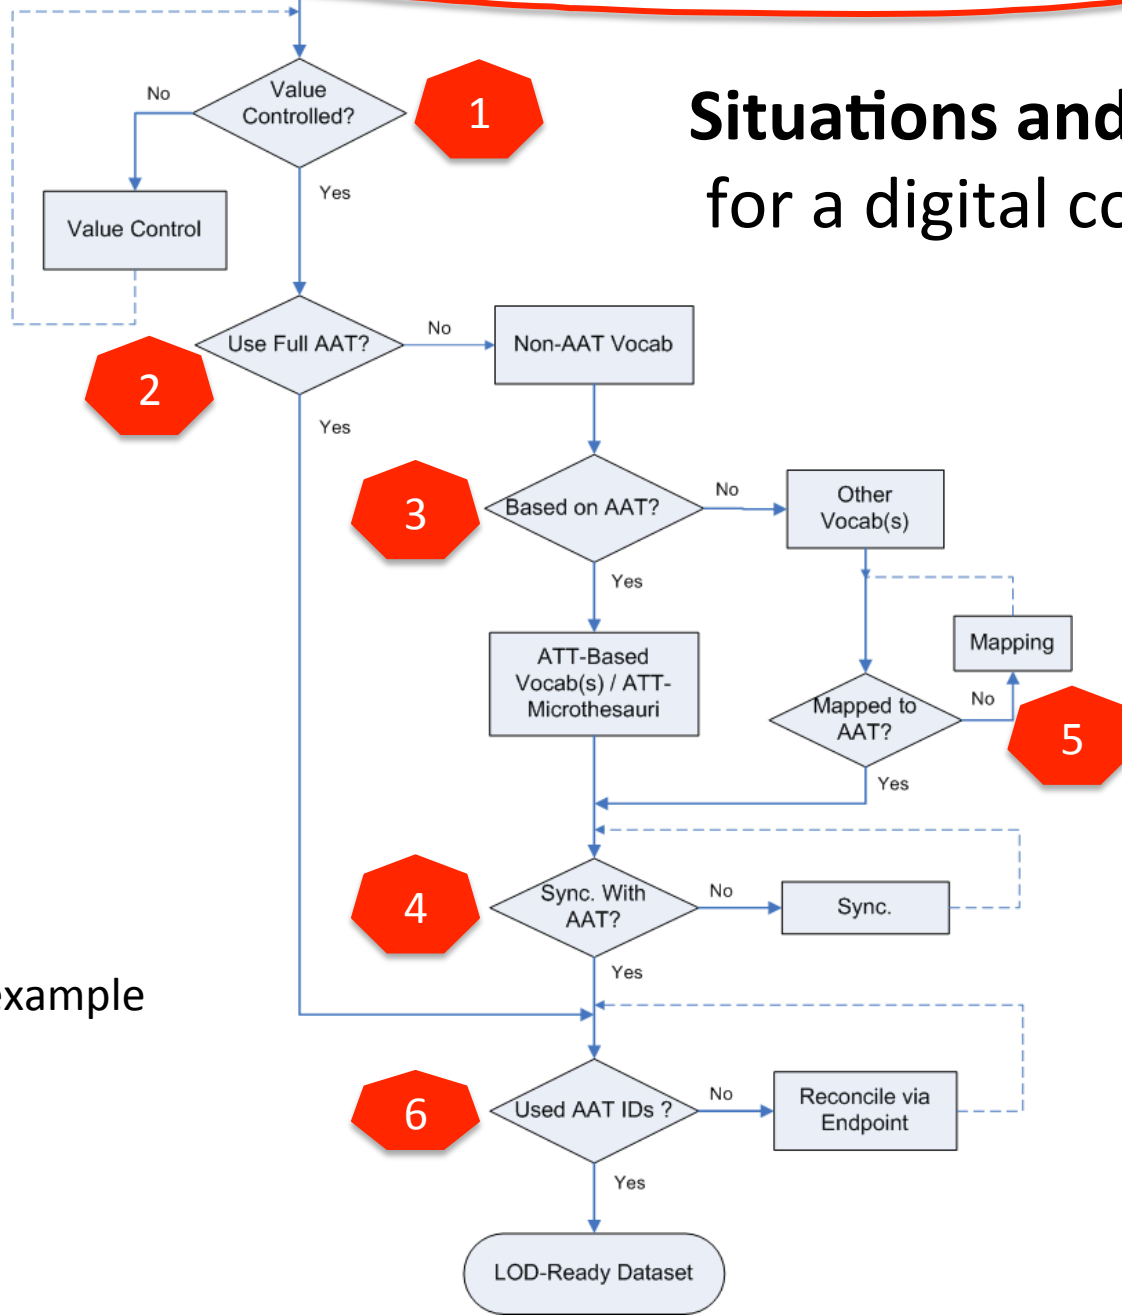 No
Value
Controlled?
1
Situations and
for a digital co
Yes
Value Control
2
Use Full AAT?
No
Non-AAT Vocab
Yes
3
Based on AAT?
No
Other
Vocab(s)
Yes
ATT-Based
Vocab(s) / ATT-
Microthesauri
Mapping
Mapped to
AAT?
No
5
Yes
4
Sync. With
AAT?
No
Sync.
Yes
example
6
Used AAT IDs ?
No
Reconcile via
Endpoint
Yes
LOD-Ready Dataset